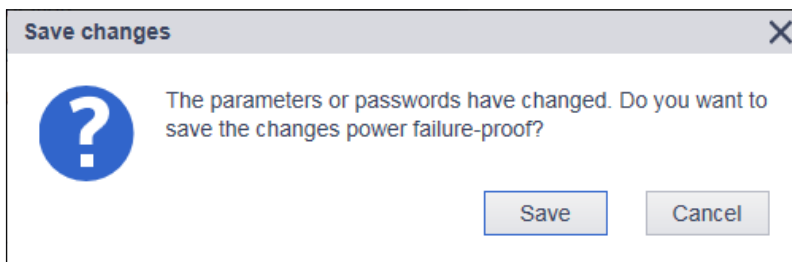 Save changes
The parameters or passwords have changed. Do you want to
save the changes power failure-proof?
Save
Cancel